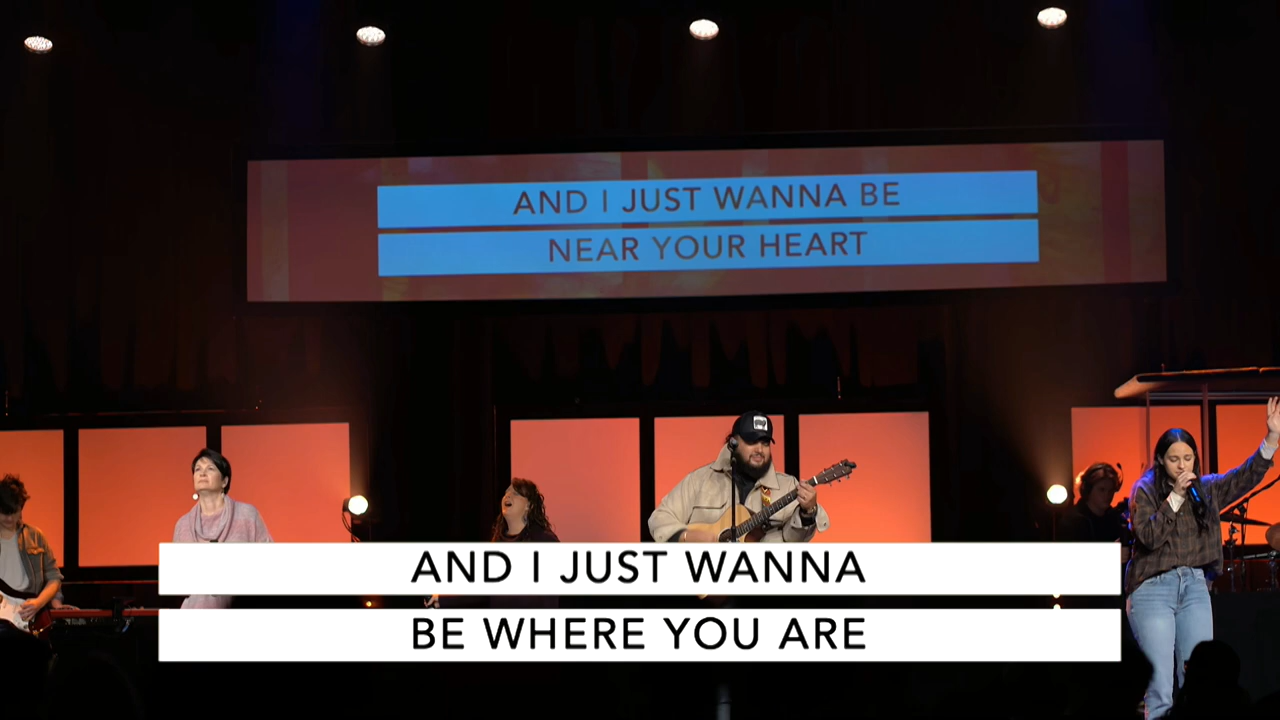 AND I JUST WANNA BE
NEAR YOUR HEART
AND I JUST WANNA
BE WHERE YOU ARE